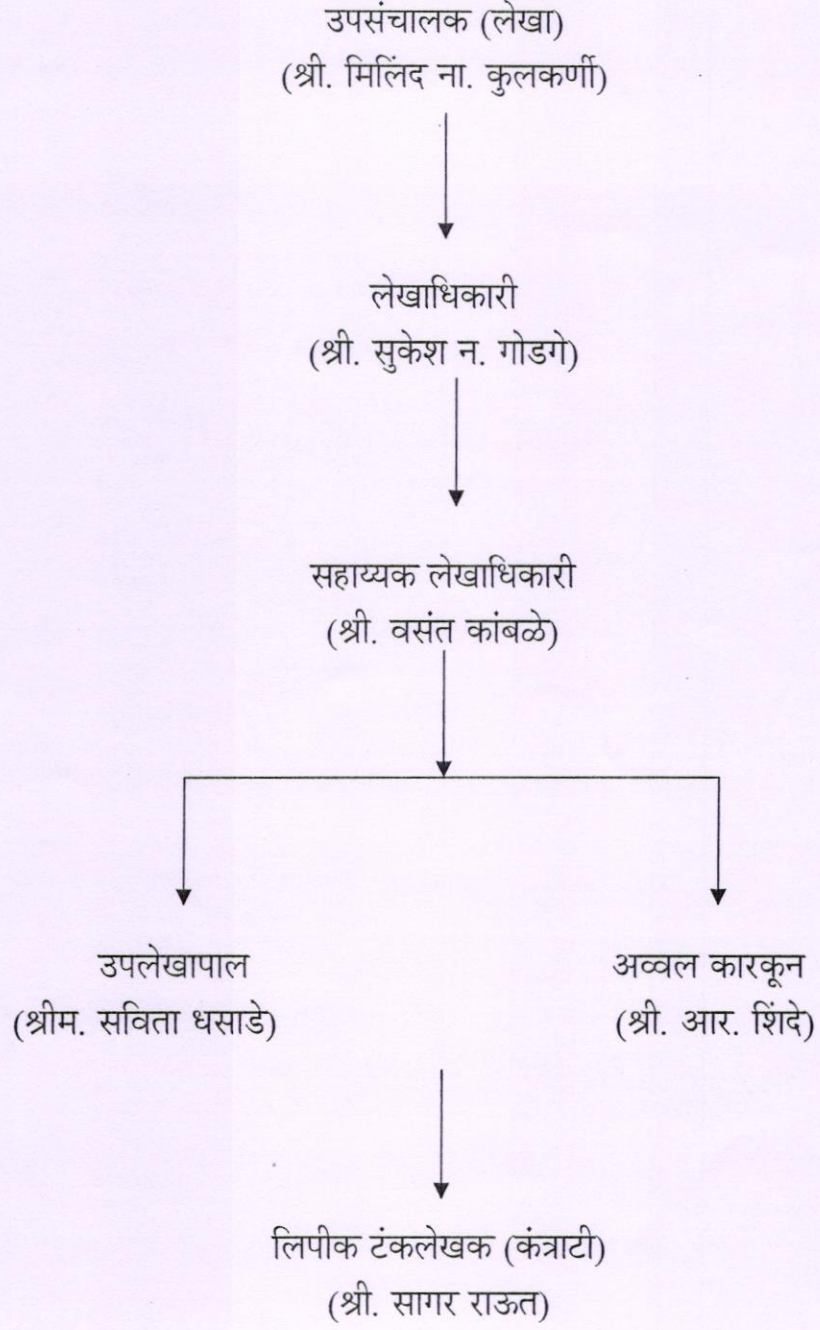 उपसंचालक (लेखा)
(श्री. मिलिंद ना. कुलकर्णी)
लेखाधिकारी
(श्री. सुकेश न. गोडगे)
सहाय्यक लेखाधिकारी
(श्री. वसंत कांबळे)
उपलेखापाल
(श्रीम. सविता धसाडे)
अव्वल कारकून
(श्री. आर. शिंदे)
लिपीक टंकलेखक (कंत्राटी)
(श्री. सागर राऊत)